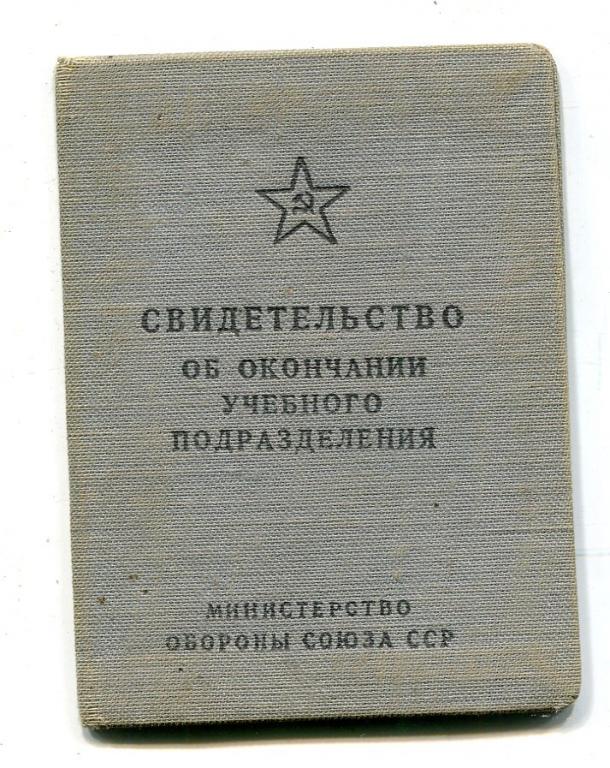 СВИДЕТЕЛЬСТВО
ОБ ОКОНЧАНИИ
УЧЕБНОГО
ПОДРАЗДЕЛЕНИЯ
МИНИСТЕРСТВО
ОБОРОНЫ СОЮЗА ССР